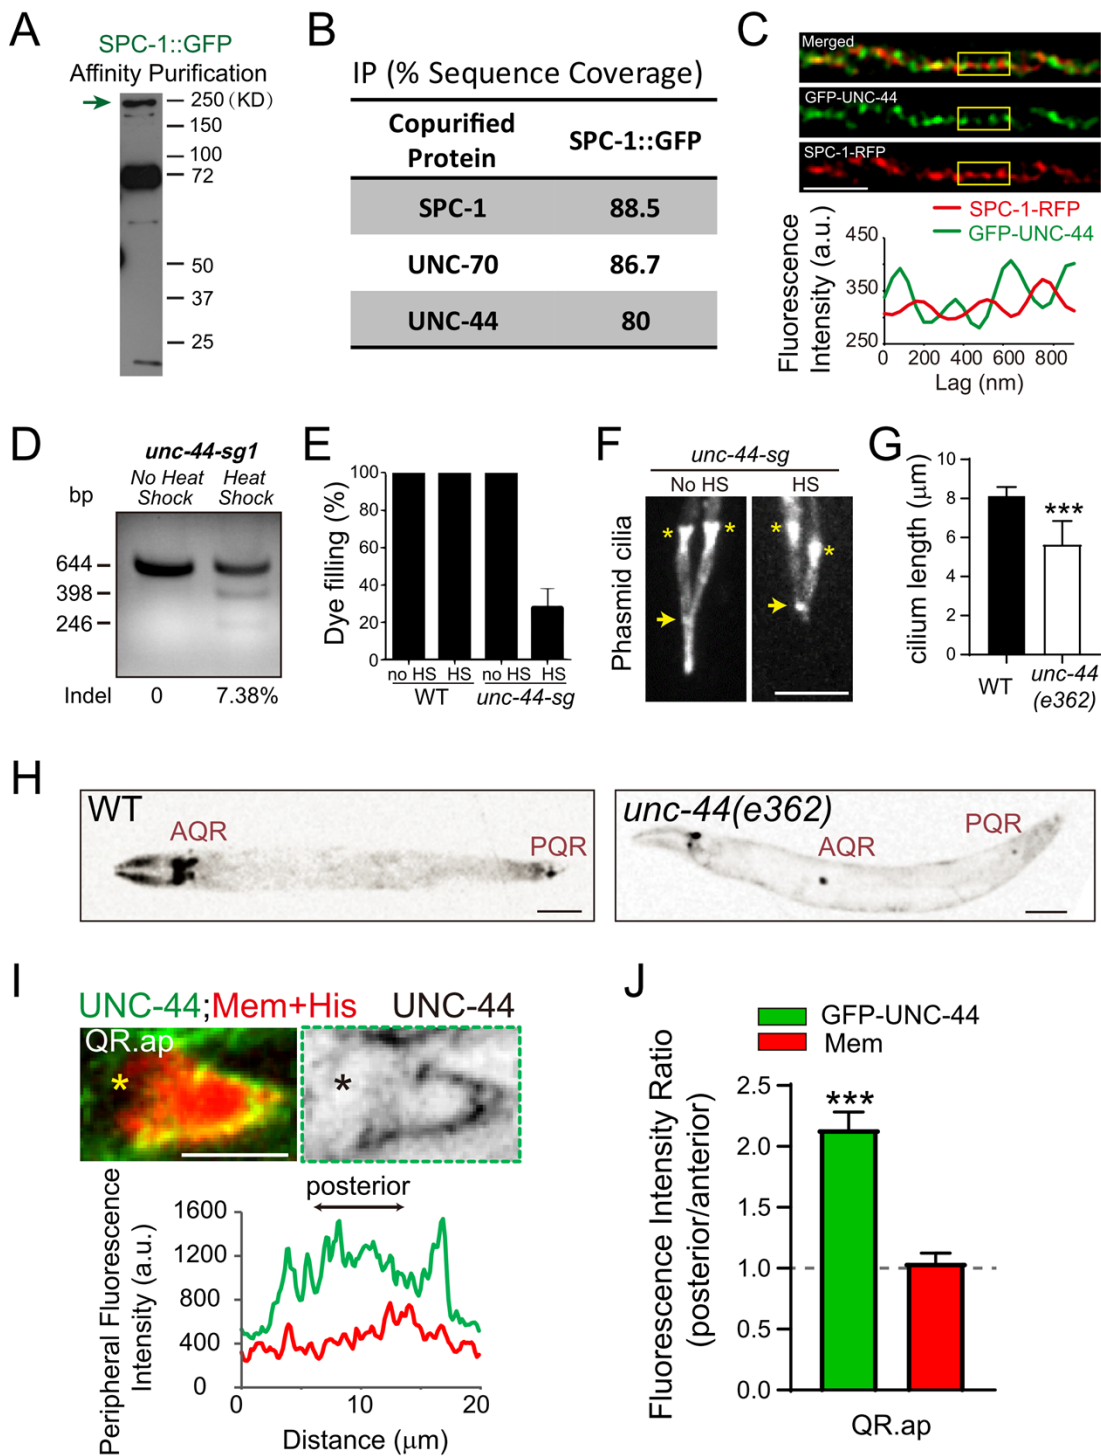 A
SPC-1::GFP
Affinity Purification
250 (KD)
150
100
72
50
37
25
B
IP (% Sequence Coverage)
Copurified Protein
SPC-1::GFP
SPC-1
88.5
UNC-70
86.7
UNC-44
80
C
Merged
GFP-UNC-44
SPC-1-RFP
SPC-1-RFP
GFP-UNC-44
Fluorescence Intensity (a.u.)
450
350
250
0 200 400 600 800
Lag (nm)
D
unc-44-sg1
No Heat Shock
Heat Shock
bp
644
398
246
Indel 0 7.38%
E
Dye filling (%)
100
80
60
40
20
0
no HS HS no HS HS
WT unc-44-sg
F
unc-44-sg
No HS HS
Phasmid cilia
*
*
*
*
G
cilium length (μm)
10
8
6
4
2
0
***
WT
unc-44 (e362)
H
WT
AQR
PQR
unc-44(e362)
AQR
PQR
I
UNC-44;Mem+His
UNC-44
QR.ap
*
*
posterior
Peripheral Fluorescence Intensity (a.u.)
1600
1200
800
400
0
0 10 20
Distance (μm)
J
GFP-UNC-44
Mem
Fluorescence Intensity Ratio (posterior/anterior)
2.5
2.0
1.5
1.0
0.5
0.0
***
QR.ap